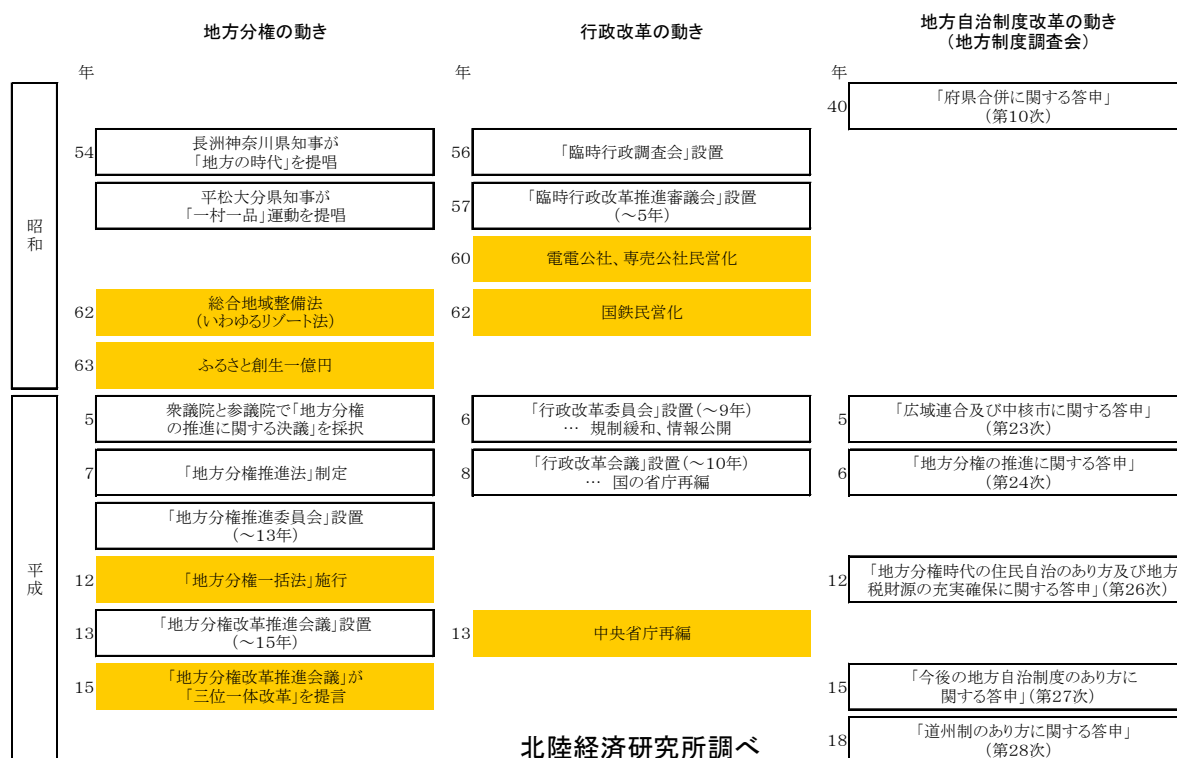 地方分権の動き
行政改革の動き
地方自治制度改革の動き
(地方制度調査会)
年
年
年
昭和
平成
54
長洲神奈川県知事が
「地方の時代」を提唱
平松大分県知事が
「一村一品」運動を提唱
62
総合地域整備法
(いわゆるリゾート法)
63
ふるさと創生一億円
5
衆議院と参議院で「地方分権
の推進に関する決議」を採択
7
「地方分権推進法」制定
「地方分権推進委員会」設置
(～13年)
12
「地方分権一括法」施行
13
「地方分権改革推進会議」設置
(～15年)
15
「地方分権改革推進会議」が
「三位一体改革」を提言
56
「臨時行政調査会」設置
57
「臨時行政改革推進審議会」設置
(～5年)
60
電電公社、専売公社民営化
62
国鉄民営化
6
「行政改革委員会」設置(～9年)
… 規制緩和、情報公開
8
「行政改革会議」設置(～10年)
… 国の省庁再編
13
中央省庁再編
40
「府県合併に関する答申」
(第10次)
5
「広域連合及び中核市に関する答申」
(第23次)
6
「地方分権の推進に関する答申」
(第24次)
12
「地方分権時代の住民自治のあり方及び地方
税財源の充実確保に関する答申」(第26次)
15
「今後の地方自治制度のあり方に
関する答申」(第27次)
18
「道州制のあり方に関する答申」
(第28次)
北陸経済研究所調べ